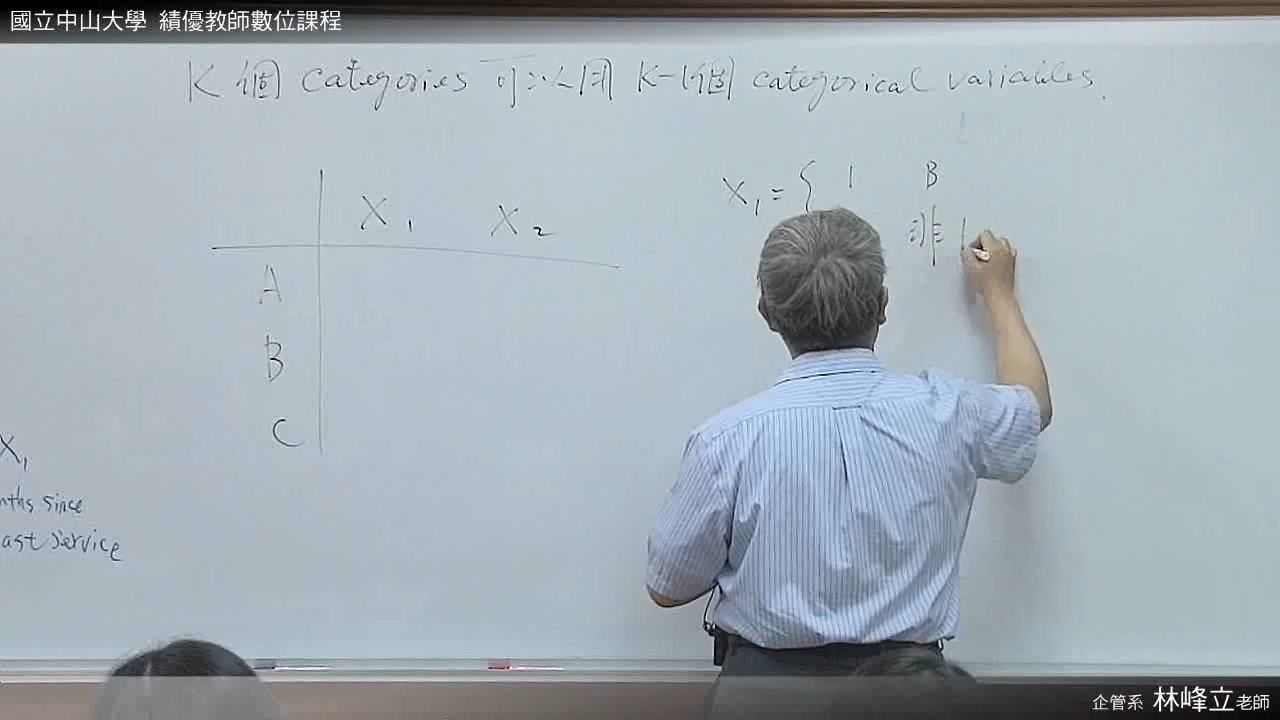 國立中山大學 績優教師數位課程
K 個 categories 可以用 K-1個 categorical variables.
X1 X2
A
B
C
X1 = { 1 B
非
X1
nths since
ast service
企管系 林峰立老師